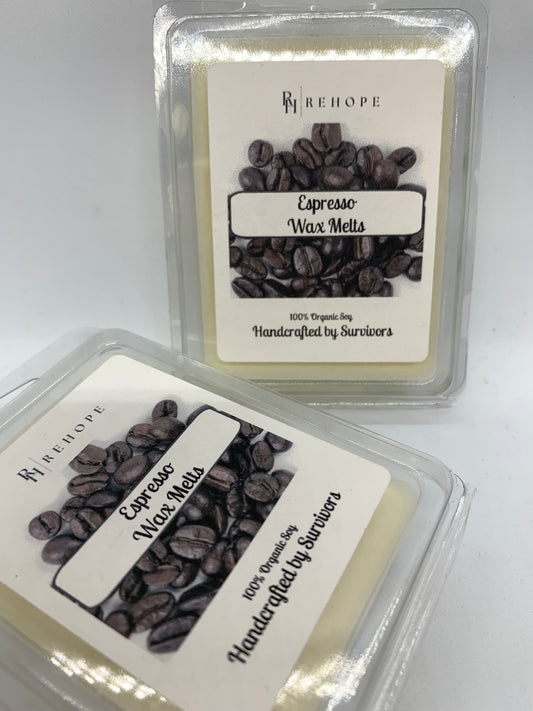 RH REHOPE
Espresso
Wax Melts
100% Organic Soy
Handcrafted by Survivors
RH REHOPE
Espresso
Wax Melts
100% Organic Soy
Handcrafted by Survivors